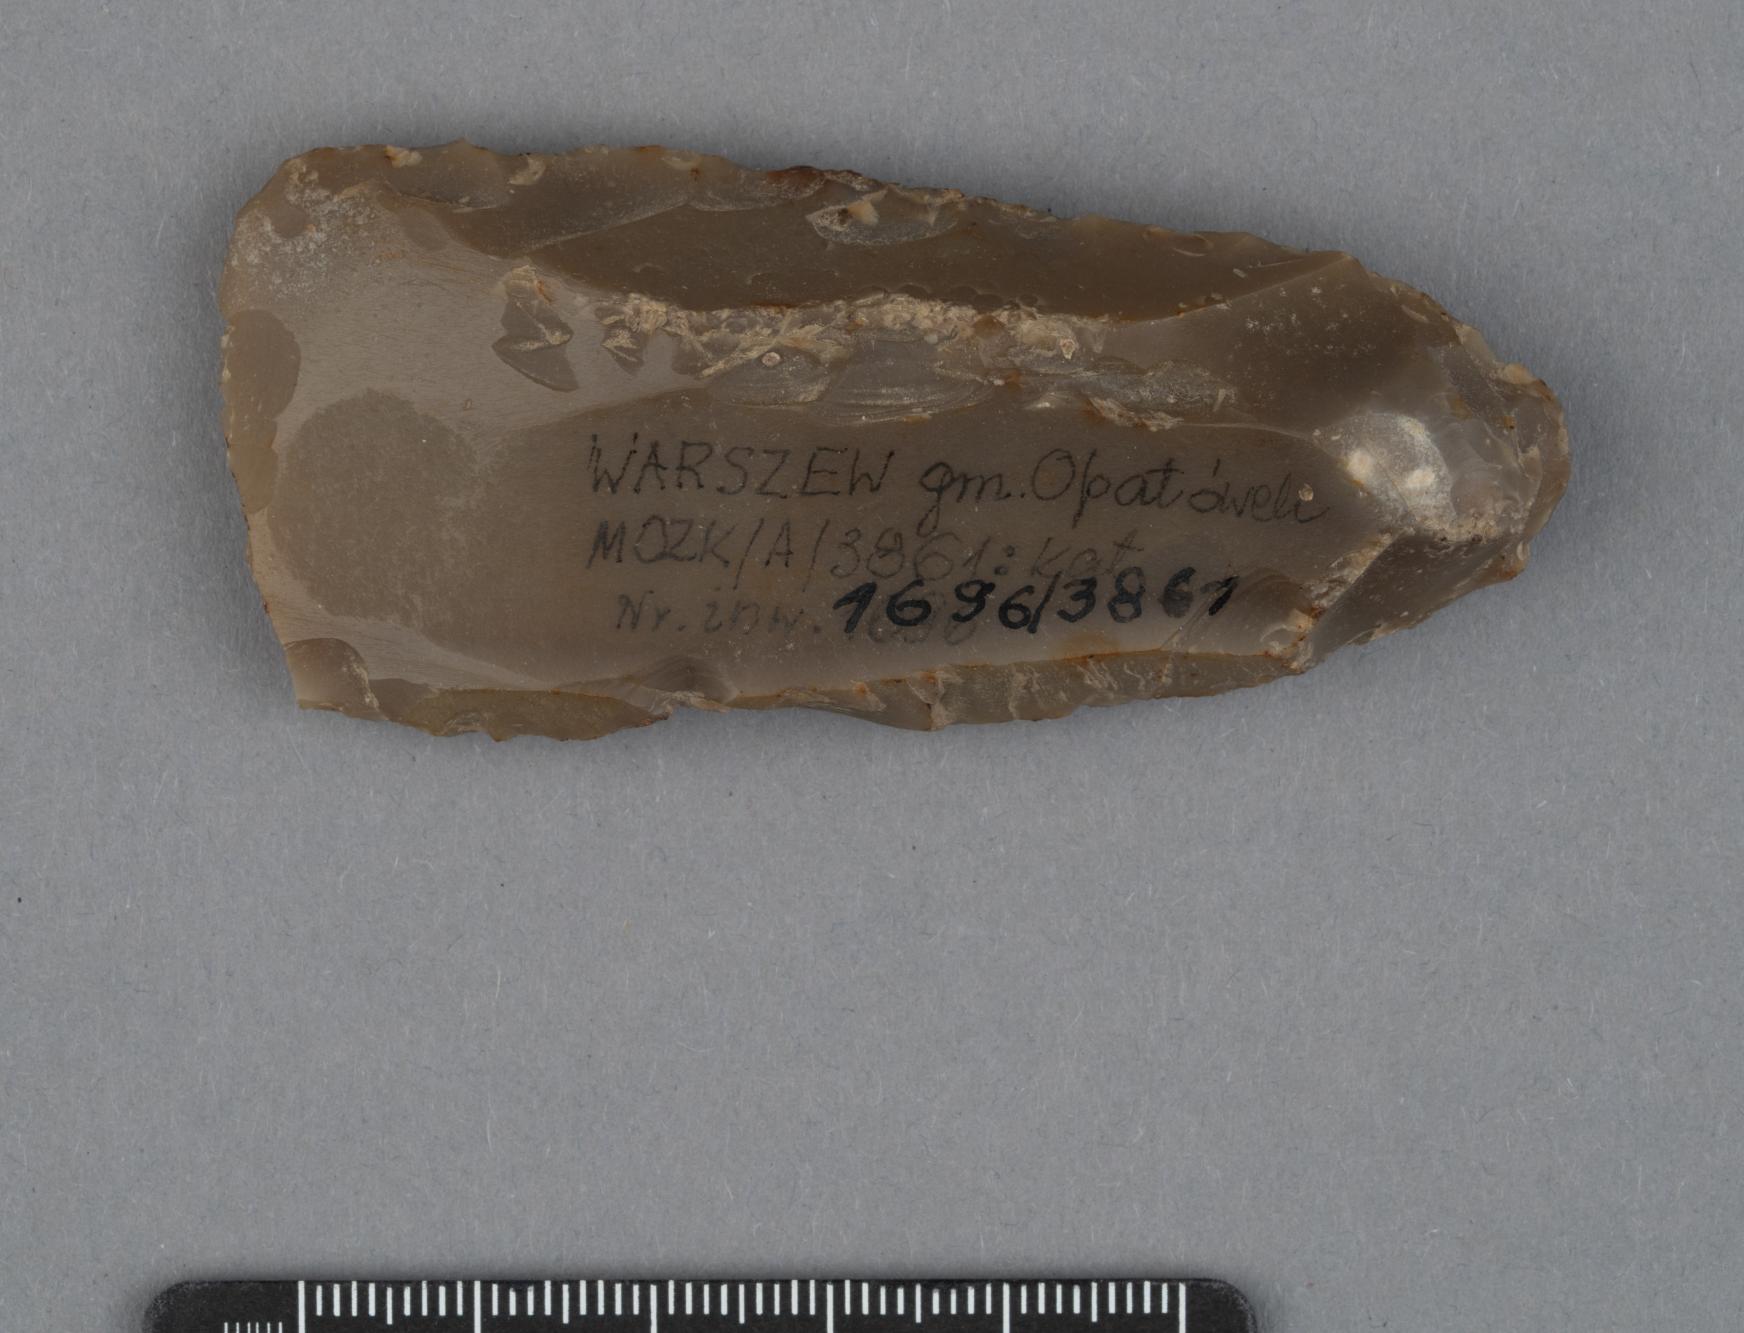 WARSZEW gm. Opatówek
MOZK/A/3861: kat.
Nr. inw. 1696/3861